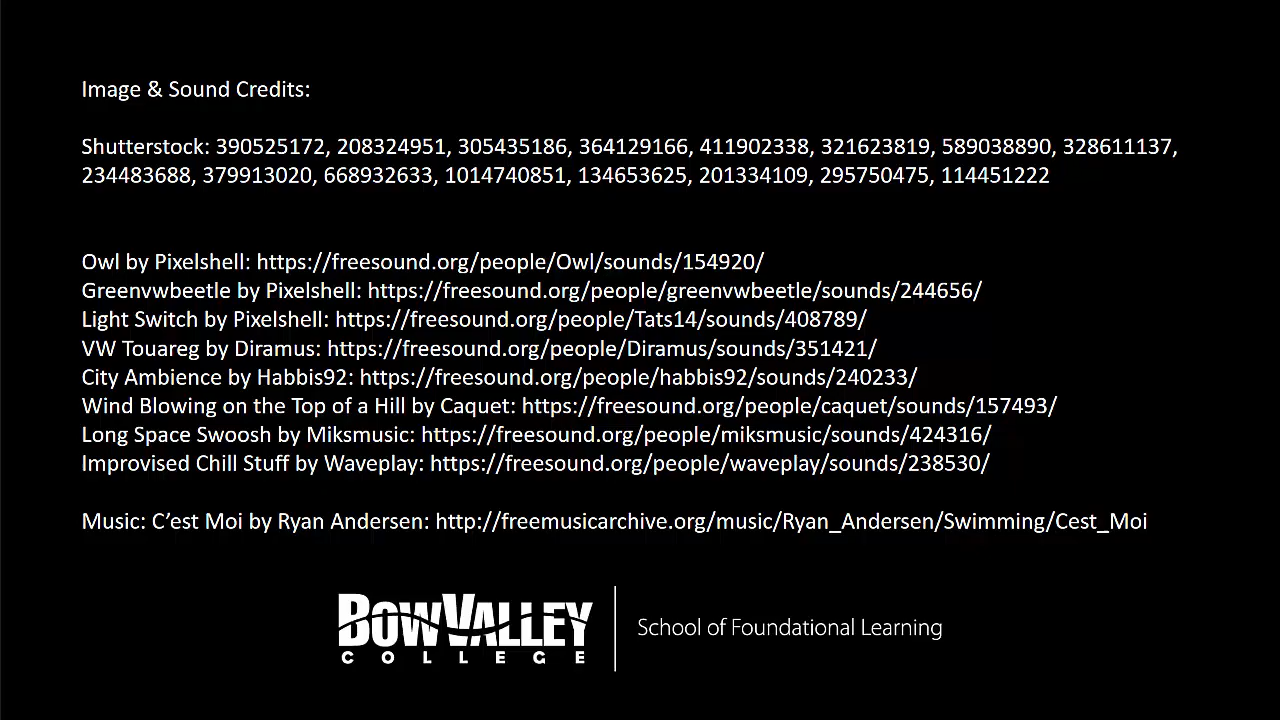 Image & Sound Credits:
Shutterstock: 390525172, 208324951, 305435186, 364129166, 411902338, 321623819, 589038890, 328611137,
234483688, 379913020, 668932633, 1014740851, 134653625, 201334109, 295750475, 114451222
Owl by Pixelshell: https://freesound.org/people/Owl/sounds/154920/
Greenvwbeetle by Pixelshell: https://freesound.org/people/greenvwbeetle/sounds/244656/
Light Switch by Pixelshell: https://freesound.org/people/Tats14/sounds/408789/
VW Touareg by Diramus: https://freesound.org/people/Diramus/sounds/351421/
City Ambience by Habbis92: https://freesound.org/people/habbis92/sounds/240233/
Wind Blowing on the Top of a Hill by Caquet: https://freesound.org/people/caquet/sounds/157493/
Long Space Swoosh by Miksmusic: https://freesound.org/people/miksmusic/sounds/424316/
Improvised Chill Stuff by Waveplay: https://freesound.org/people/waveplay/sounds/238530/
Music: C’est Moi by Ryan Andersen: http://freemusicarchive.org/music/Ryan_Andersen/Swimming/Cest_Moi
BOW VALLEY
COLLEGE
School of Foundational Learning